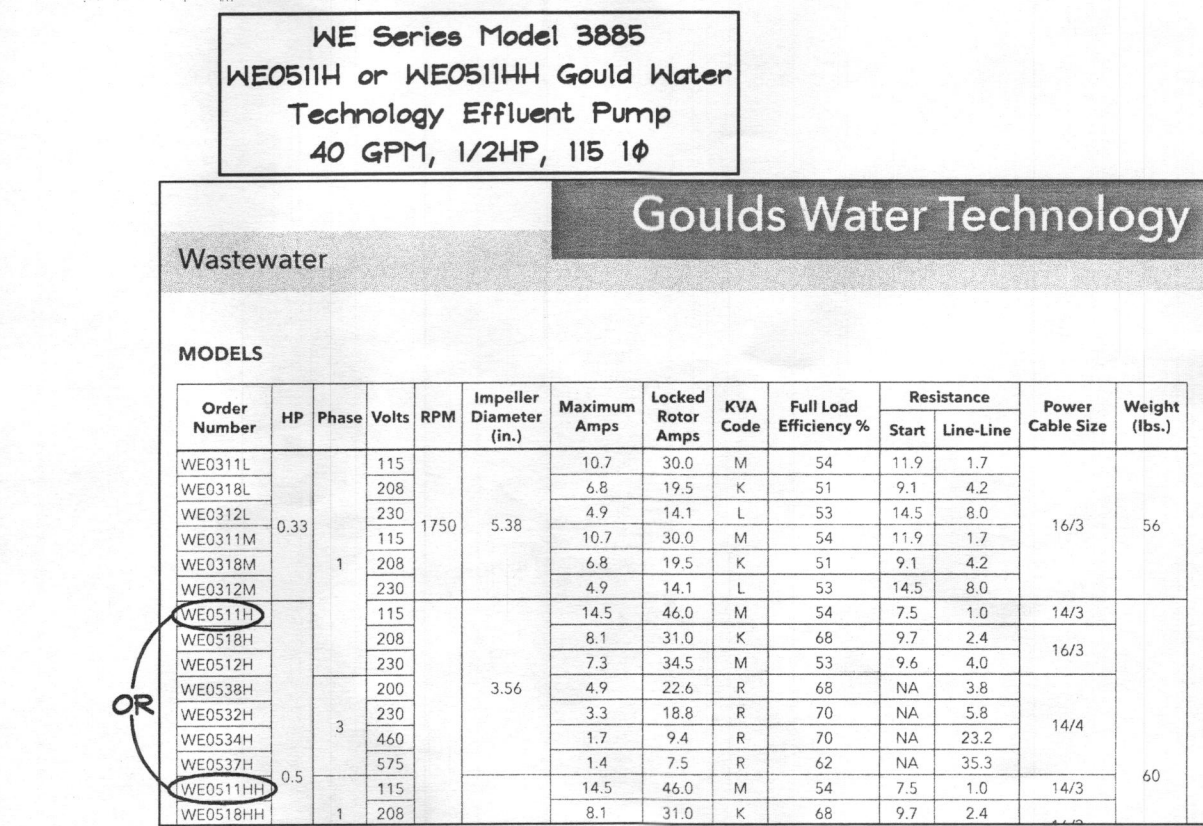 WE Series Model 3885
WE0511H or WE0511HH Gould Water
Technology Effluent Pump
40 GPM, 1/2HP, 115 1ϕ
Goulds Water Technology
Wastewater
MODELS
Order Number HP Phase Volts RPM Impeller Diameter (in.) Maximum Amps Locked Rotor Amps KVA Code Full Load Efficiency % Resistance Start Line-Line Power Cable Size Weight (lbs.)
WE0311L 115 10.7 30.0 M 54 11.9 1.7
WE0318L 208 6.8 19.5 K 51 9.1 4.2
WE0312L 230 4.9 14.1 L 53 14.5 8.0
0.33 1750 5.38 16/3 56
WE0311M 115 10.7 30.0 M 54 11.9 1.7
WE0318M 1 208 6.8 19.5 K 51 9.1 4.2
WE0312M 230 4.9 14.1 L 53 14.5 8.0
WE0511H 115 14.5 46.0 M 54 7.5 1.0 14/3
WE0518H 208 8.1 31.0 K 68 9.7 2.4
16/3
WE0512H 230 7.3 34.5 M 53 9.6 4.0
OR WE0538H 200 3.56 4.9 22.6 R 68 NA 3.8
WE0532H 230 3.3 18.8 R 70 NA 5.8
3 14/4
WE0534H 460 1.7 9.4 R 70 NA 23.2
WE0537H 575 1.4 7.5 R 62 NA 35.3
0.5 60
WE0511HH 115 14.5 46.0 M 54 7.5 1.0 14/3
WE0518HH 1 208 8.1 31.0 K 68 9.7 2.4